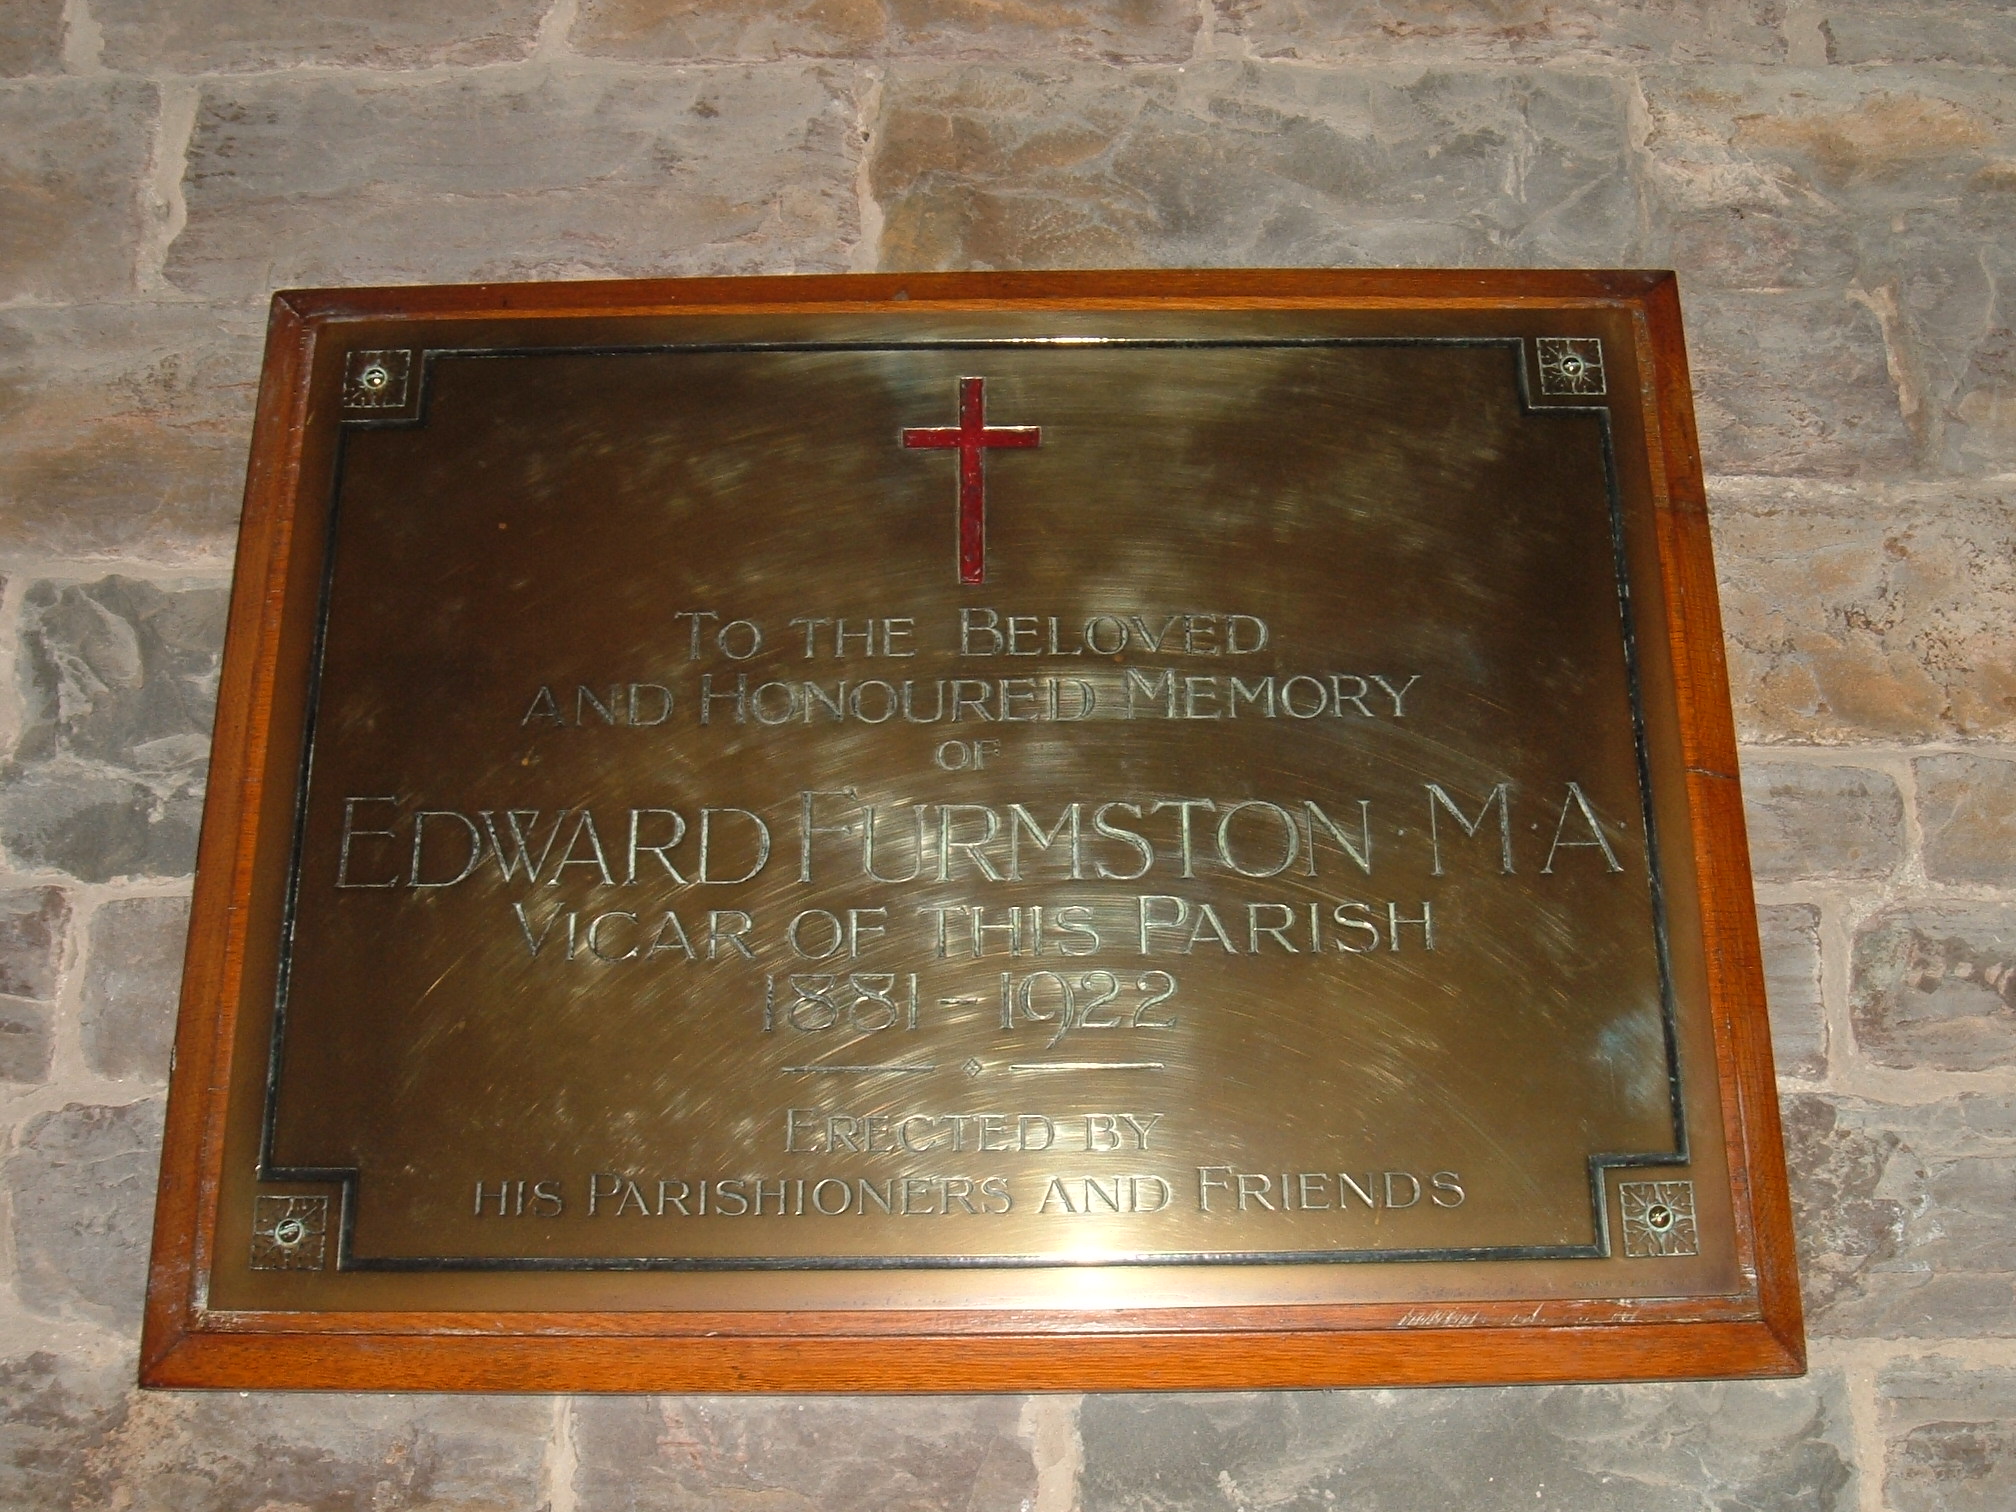 To the Beloved
and Honoured Memory
of
Edward Furmston · M · A ·
Vicar of this Parish
1881 - 1922
Erected by
his Parishioners and Friends